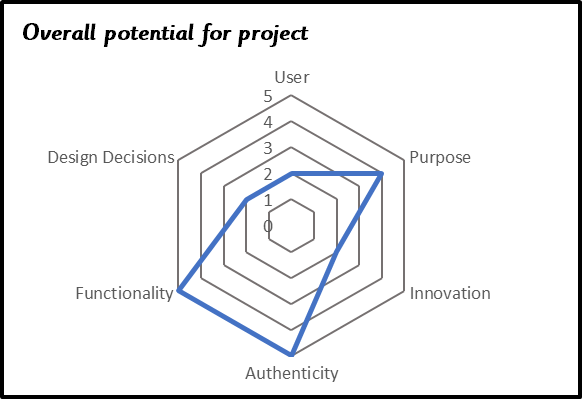 Overall potential for project
User
5
4
3
2
1
0
Design Decisions
Purpose
Functionality
Innovation
Authenticity